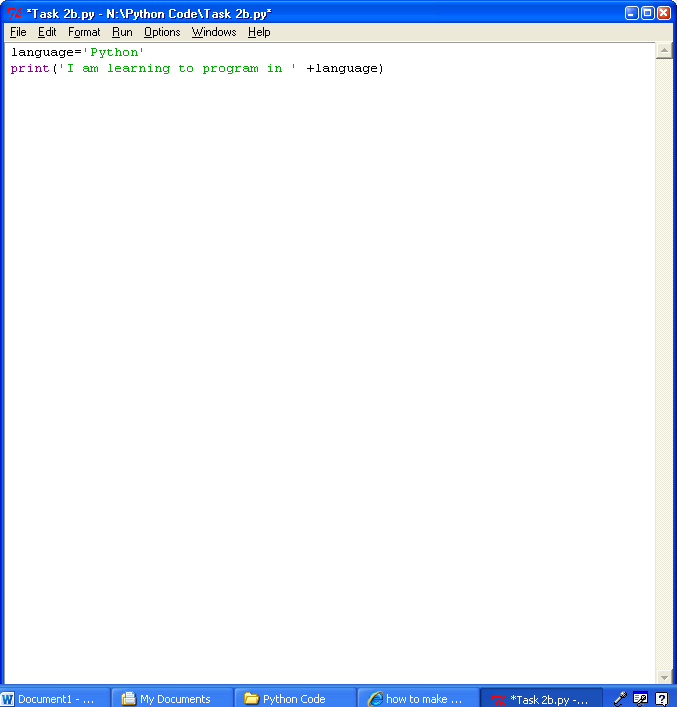 *Task 2b.py - N:\Python Code\Task 2b.py*
File Edit Format Run Options Windows Help
language='Python'
print('I am learning to program in ' +language)
Document1 - ... My Documents Python Code how to make ... *Task 2b.py -...